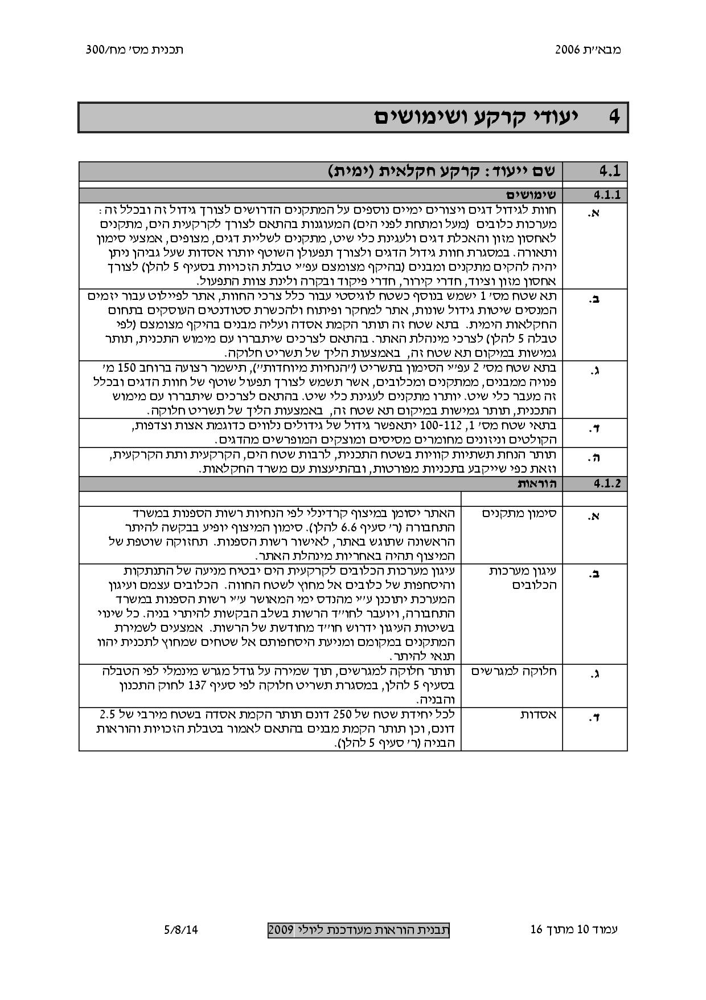 מבא״ת 2006
תכנית מס׳ מח/300
4 יעודי קרקע ושימושים
4.1 שם ייעוד: קרקע חקלאית (ימית)
4.1.1 שימושים
א. חוות לגידול דגים ויצורים ימיים נוספים על המתקנים הדרושים לצורך גידול זה ובכלל זה:
מערכות כלובים (מעל ומתחת לפני הים) המעוגנות בהתאם לצורך לקרקעית הים, מתקנים
לאחסון מזון והאכלת דגים ולעגינת כלי שיט, מתקנים לשליית דגים, מצופים, אמצעי סימון
ותאורה. במסגרת חוות גידול הדגים ולצורך תפעולן השוטף יותרו אסדות שעל גביהן ניתן
יהיה להקים מתקנים ומבנים (בהיקף מצומצם עפ״י טבלת הזכויות בסעיף 5 להלן) לצורך
אחסון מזון וציוד, חדרי קירור, חדרי פיקוד ובקרה ולינת צוות התפעול.
ב. תא שטח מס׳ 1 ישמש בנוסף כשטח לוגיסטי עבור כלל צרכי החוות, אתר לפיילוט עבור יזמים
המנסים שיטות גידול שונות, אתר למחקר ופיתוח ולהכשרת סטודנטים העוסקים בתחום
החקלאות הימית. בתא שטח זה תותר הקמת אסדה ועליה מבנים בהיקף מצומצם (לפי
טבלה 5 להלן) לצרכי מינהלת האתר. בהתאם לצרכים שיתבררו עם מימוש התכנית, תותר
גמישות במיקום תא שטח זה, באמצעות הליך של תשריט חלוקה.
ג. בתא שטח מס׳ 2 עפ״י הסימון בתשריט (״הנחיות מיוחדות״), תישמר רצועה ברוחב 150 מ׳
פנויה ממבנים, ממתקנים ומכלובים, אשר תשמש לצורך תפעול שוטף של חוות הדגים ובכלל
זה מעבר כלי שיט. יותרו מתקנים לעגינת כלי שיט. בהתאם לצרכים שיתבררו עם מימוש
התכנית, תותר גמישות במיקום תא שטח זה, באמצעות הליך של תשריט חלוקה.
ד. בתאי שטח מס׳ 1, 100-112 יתאפשר גידול של גידולים נלווים כדוגמת אצות וצדפות,
הקולטים וניזונים מחומרים מסיסים ומוצקים המופרשים מהדגים.
ה. תותר הנחת תשתיות קוויות בשטח התכנית, לרבות שטח הים, הקרקעית ותת הקרקעית,
וזאת כפי שייקבע בתכניות מפורטות, ובהתיעצות עם משרד החקלאות.
4.1.2 הוראות
א. סימון מתקנים האתר יסומן במיצוף קרדינלי לפי הנחיות רשות הספנות במשרד
התחבורה (ר׳ סעיף 6.6 להלן). סימון המיצוף יופיע בבקשה להיתר
הראשונה שתוגש באתר, לאישור רשות הספנות. תחזוקה שוטפת של
המיצוף תהיה באחריות מינהלת האתר.
ב. עיגון מערכות עיגון מערכות הכלובים לקרקעית הים יבטיח מניעה של התנתקות
הכלובים והיסחפות של כלובים אל מחוץ לשטח החווה. הכלובים עצמם ועיגון
המערכת יתוכנן ע״י מהנדס ימי המאושר ע״י רשות הספנות במשרד
התחבורה, ויועבר לחו״ד הרשות בשלב הבקשות להיתרי בניה. כל שינוי
בשיטות העיגון ידרוש חו״ד מחודשת של הרשות. אמצעים לשמירת
המתקנים במקומם ומניעת היסחפותם אל שטחים שמחוץ לתכנית יהוו
תנאי להיתר.
ג. חלוקה למגרשים תותר חלוקה למגרשים, תוך שמירה על גודל מגרש מינמלי לפי הטבלה
בסעיף 5 להלן, במסגרת תשריט חלוקה לפי סעיף 137 לחוק התכנון
והבניה.
ד. אסדות לכל יחידת שטח של 250 דונם תותר הקמת אסדה בשטח מירבי של 2.5
דונם, וכן תותר הקמת מבנים בהתאם לאמור בטבלת הזכויות והוראות
הבניה (ר׳ סעיף 5 להלן).
עמוד 10 מתוך 16
תבנית הוראות מעודכנת ליולי 2009
5/8/14